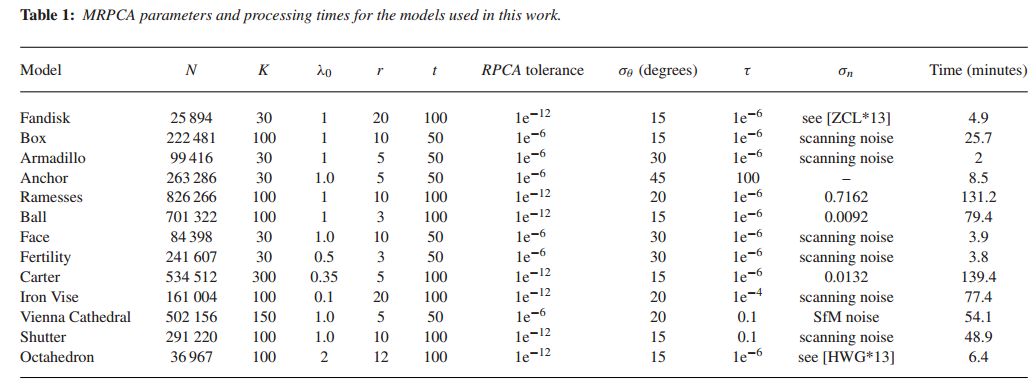 Table 1: MRPCA parameters and processing times for the models used in this work.
Model N K λ0 r t RPCA tolerance σθ (degrees) τ σn Time (minutes)
Fandisk 25 894 30 1 20 100 1e−12 15 1e−6 see [ZCL*13] 4.9
Box 222 481 100 1 10 50 1e−6 15 1e−6 scanning noise 25.7
Armadillo 99 416 30 1 5 50 1e−6 30 1e−6 scanning noise 2
Anchor 263 286 30 1.0 5 50 1e−6 45 100 – 8.5
Ramesses 826 266 100 1 10 100 1e−12 20 1e−6 0.7162 131.2
Ball 701 322 100 1 3 100 1e−12 15 1e−6 0.0092 79.4
Face 84 398 30 1.0 10 50 1e−6 30 1e−6 scanning noise 3.9
Fertility 241 607 30 0.5 3 50 1e−6 30 1e−6 scanning noise 3.8
Carter 534 512 300 0.35 5 100 1e−12 15 1e−6 0.0132 139.4
Iron Vise 161 004 100 0.1 20 100 1e−12 20 1e−4 scanning noise 77.4
Vienna Cathedral 502 156 150 1.0 5 50 1e−6 20 0.1 SfM noise 54.1
Shutter 291 220 100 1.0 10 100 1e−12 15 0.1 scanning noise 48.9
Octahedron 36 967 100 2 12 100 1e−12 15 1e−6 see [HWG*13] 6.4